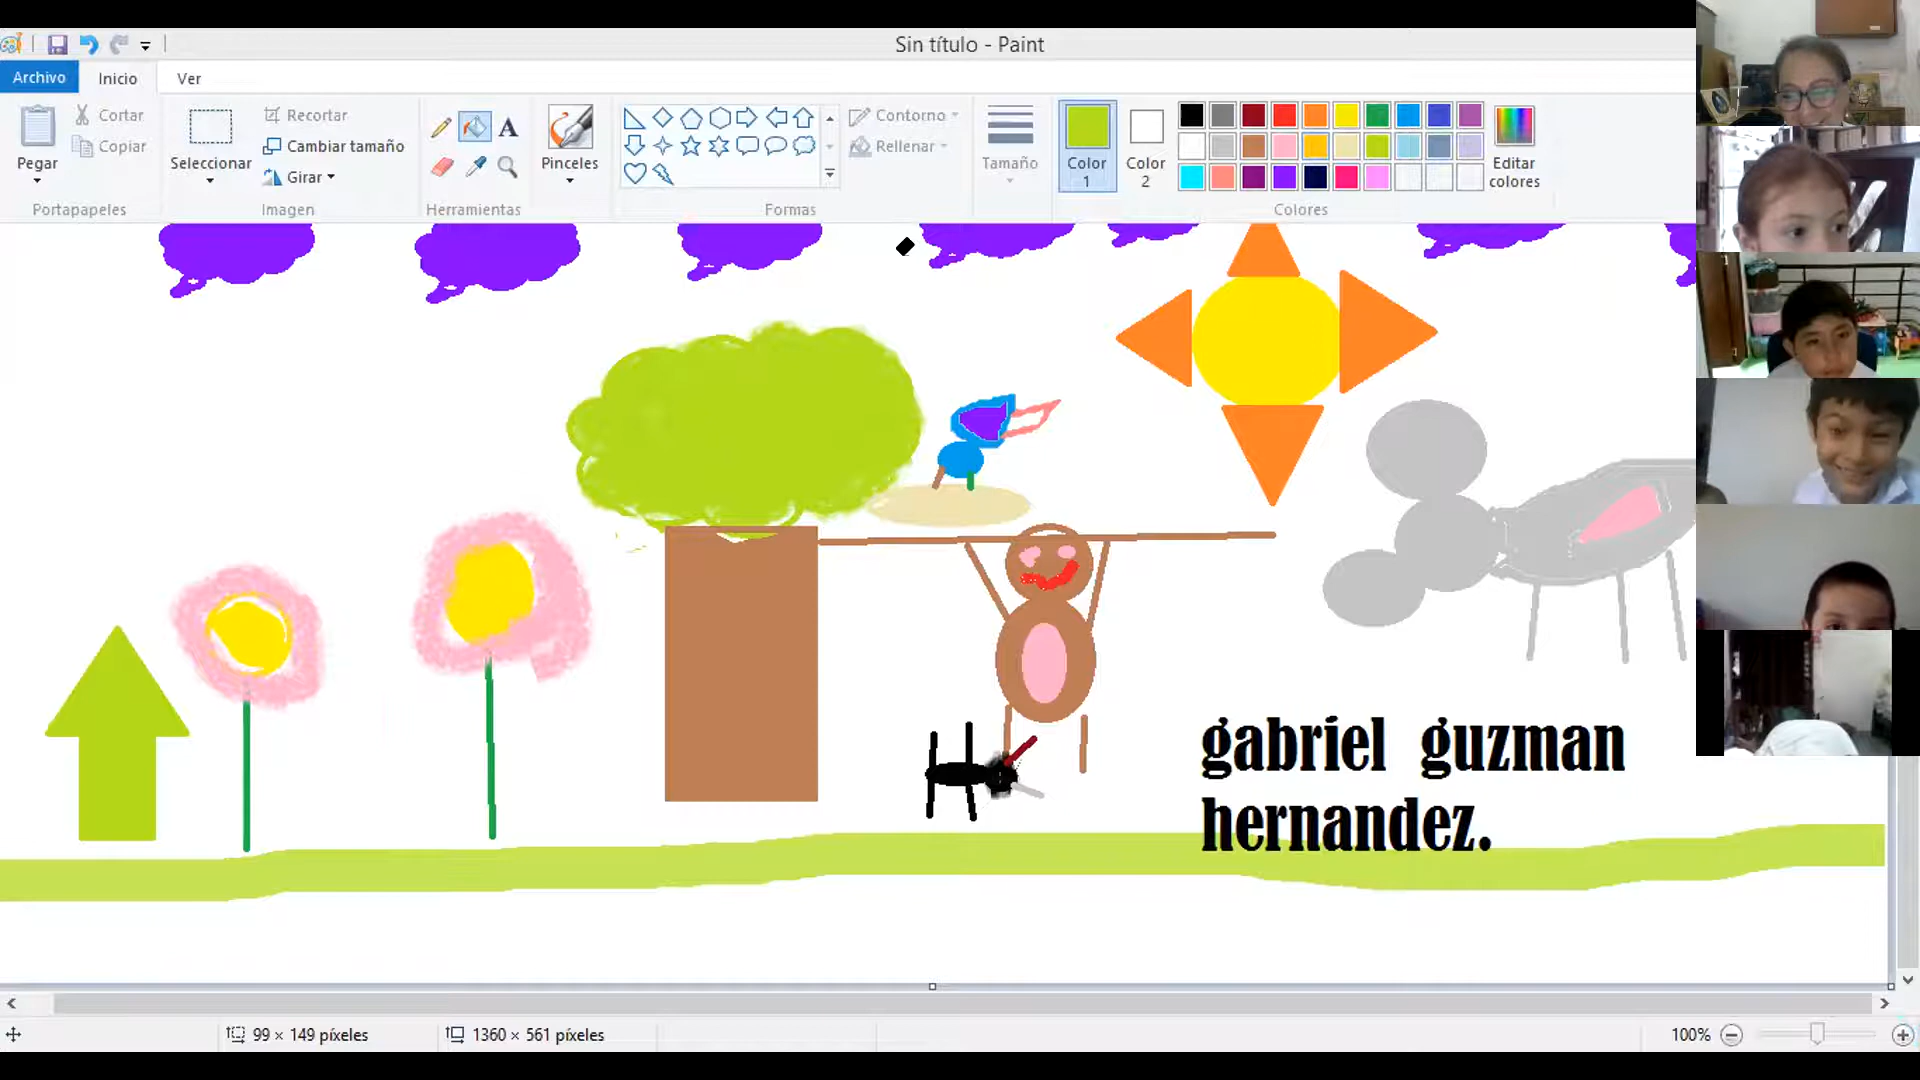 Sin título - Paint
Archivo Inicio Ver
Pegar
Cortar
Copiar
Portapapeles
Seleccionar
Recortar
Cambiar tamaño
Girar
Imagen
A
Herramientas
Pinceles
Contorno
Rellenar
Formas
Tamaño
Color 1
Color 2
Editar colores
Colores
gabriel guzman
hernandez.
99 × 149 píxeles
1360 × 561 píxeles
100%